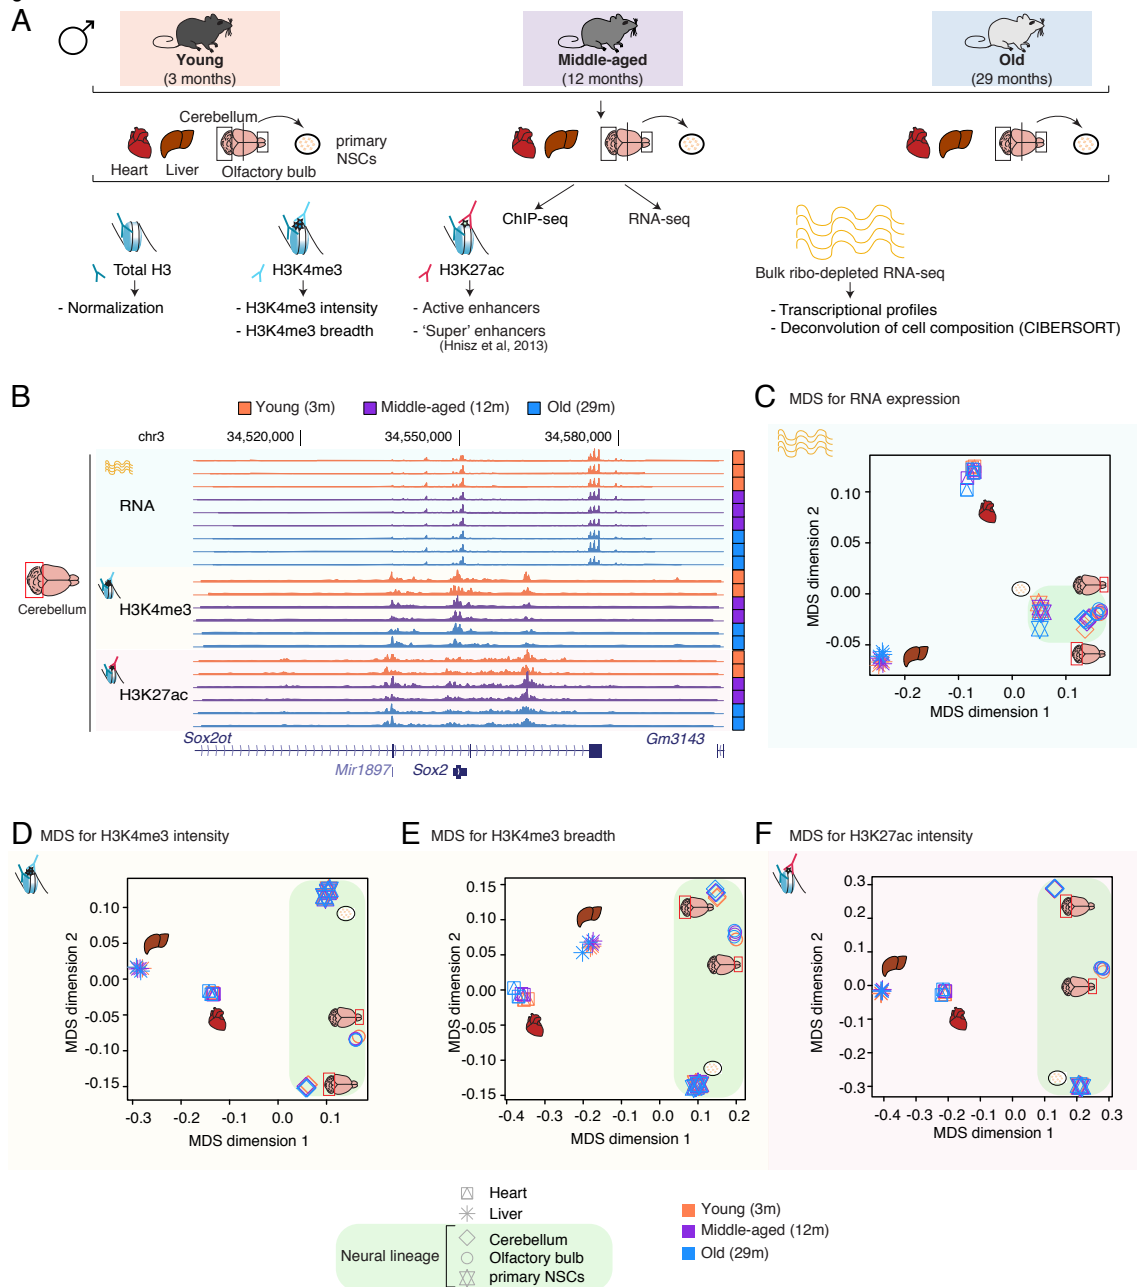 A
Young
(3 months)
Middle-aged
(12 months)
Old
(29 months)
Cerebellum
primary
NSCs
Heart
Liver
Olfactory bulb
ChIP-seq
RNA-seq
Total H3
H3K4me3
H3K27ac
Bulk ribo-depleted RNA-seq
- Normalization
- H3K4me3 intensity
- H3K4me3 breadth
- Active enhancers
- ‘Super’ enhancers
(Hnisz et al, 2013)
- Transcriptional profiles
- Deconvolution of cell composition (CIBERSORT)
B
Young (3m)
Middle-aged (12m)
Old (29m)
chr3
34,520,000
34,550,000
34,580,000
RNA
H3K4me3
H3K27ac
Cerebellum
Sox2ot
Gm3143
Mir1897
Sox2
C MDS for RNA expression
MDS dimension 2
0.10
0.05
0.00
-0.05
-0.2
-0.1
0.0
0.1
MDS dimension 1
D MDS for H3K4me3 intensity
MDS dimension 2
0.10
0.05
0.00
-0.05
-0.10
-0.15
-0.3
-0.2
-0.1
0.0
0.1
MDS dimension 1
E MDS for H3K4me3 breadth
MDS dimension 2
0.15
0.10
0.05
0.00
-0.05
-0.10
-0.15
-0.4
-0.3
-0.2
-0.1
0.0
0.1
0.2
MDS dimension 1
F MDS for H3K27ac intensity
MDS dimension 2
0.3
0.2
0.1
0.0
-0.1
-0.2
-0.3
-0.4
-0.3
-0.2
-0.1
0.0
0.1
0.2
0.3
MDS dimension 1
Heart
Liver
Neural lineage
Cerebellum
Olfactory bulb
primary NSCs
Young (3m)
Middle-aged (12m)
Old (29m)